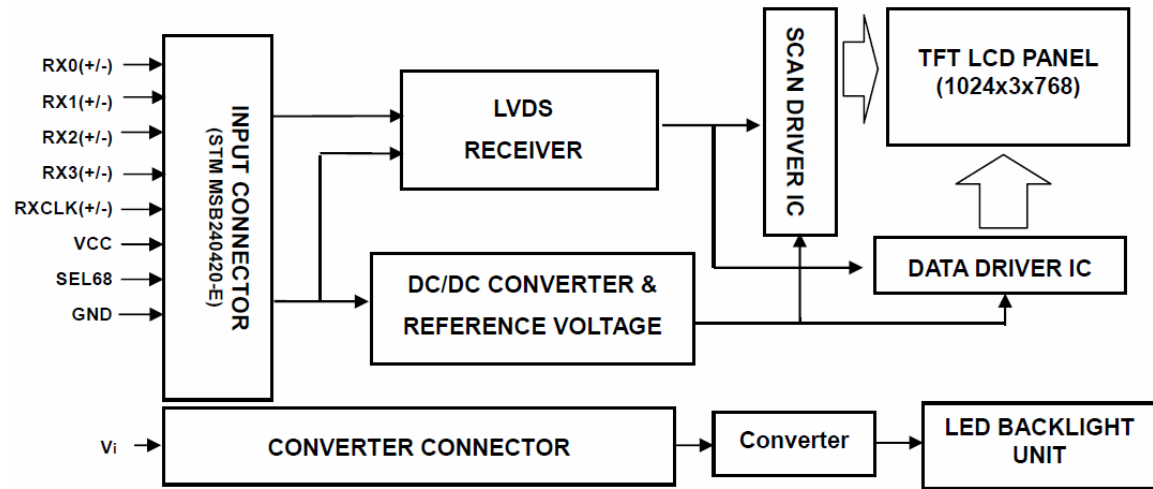 RX0(+/-)
RX1(+/-)
RX2(+/-)
RX3(+/-)
RXCLK(+/-)
VCC
SEL68
GND
INPUT CONNECTOR
(STM MSB240420-E)
LVDS
RECEIVER
DC/DC CONVERTER &
REFERENCE VOLTAGE
SCAN DRIVER IC
TFT LCD PANEL
(1024x3x768)
DATA DRIVER IC
Vi
CONVERTER CONNECTOR
Converter
LED BACKLIGHT
UNIT